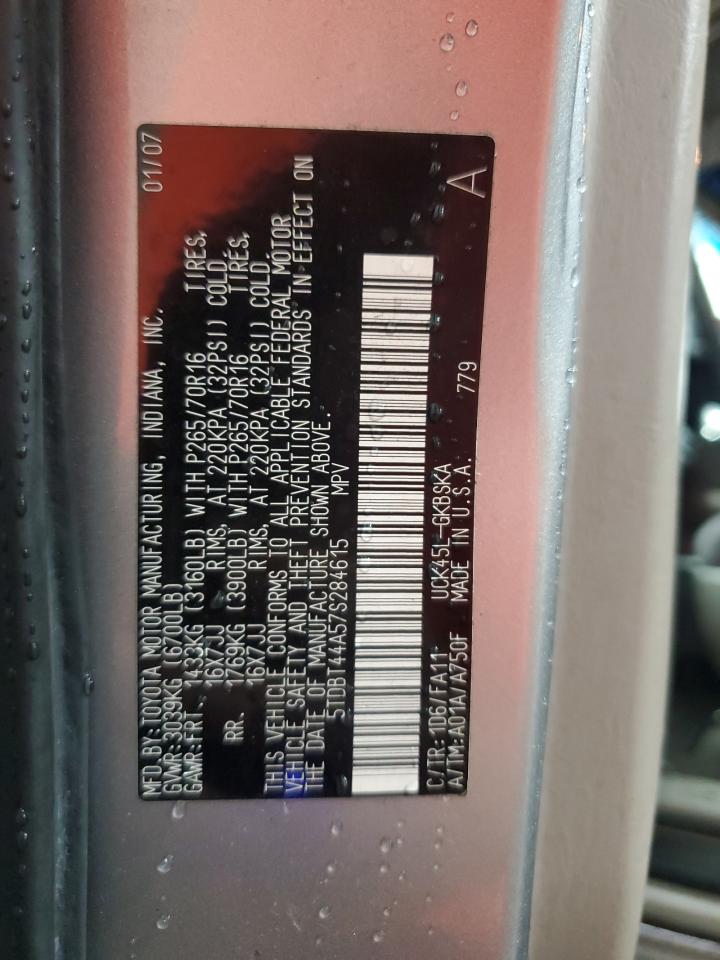 MFD BY: TOYOTA MOTOR MANUFACTURING, INDIANA, INC. 01/07
GVWR: 3039KG (6700LB)
GAWR: FRT. 1433KG (3160LB) WITH P265/70R16 TIRES,
16X7JJ RIMS, AT 220KPA (32PSI) COLD.
RR. 1769KG (3900LB) WITH P265/70R16 TIRES,
16X7JJ RIMS, AT 220KPA (32PSI) COLD.
THIS VEHICLE CONFORMS TO ALL APPLICABLE FEDERAL MOTOR
VEHICLE SAFETY AND THEFT PREVENTION STANDARDS IN EFFECT ON
THE DATE OF MANUFACTURE SHOWN ABOVE.
5TDBT44A57S284615 MPV
C/TR: 1D6/FA11 UCK45L-GKBSKA
A/TM: A01A/A750F MADE IN U.S.A. 779 A